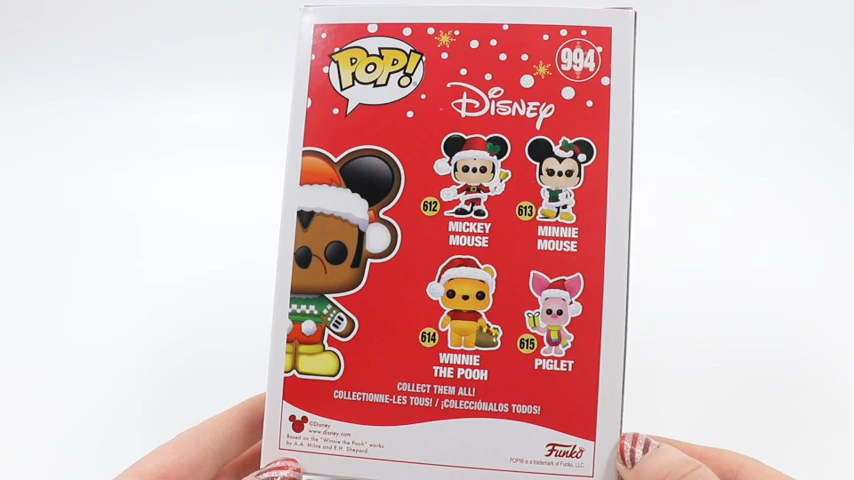 POP!
994
Disney
612
MICKEY
MOUSE
613
MINNIE
MOUSE
614
WINNIE
THE POOH
615
PIGLET
COLLECT THEM ALL!
COLLECTIONNE-LES TOUS! / ¡COLECCIÓNALOS TODOS!
©Disney
www.disney.com
Based on the "Winnie the Pooh" works
by A.A. Milne and E.H. Shepard.
Funko
POP!® is a trademark of Funko, LLC.